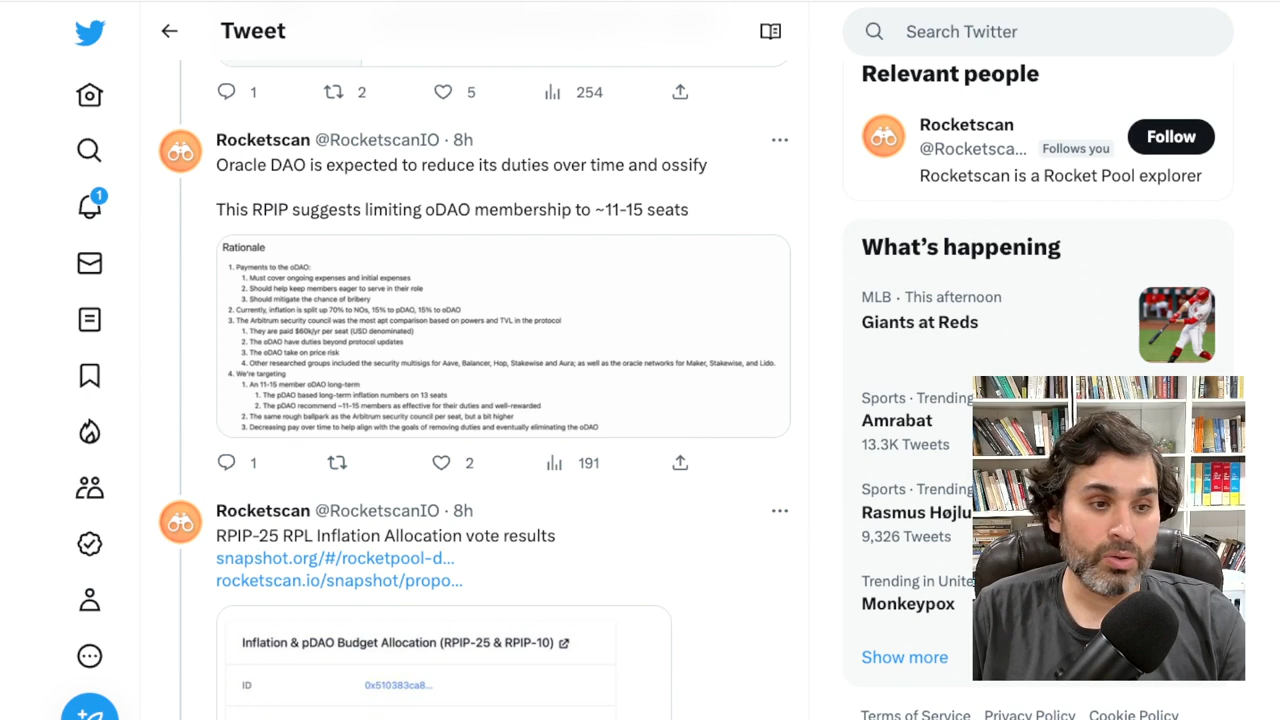 Tweet
Search Twitter
1
2
5
254
Rocketscan @RocketscanIO · 8h
Oracle DAO is expected to reduce its duties over time and ossify
This RPIP suggests limiting oDAO membership to ~11-15 seats
Rationale
1. Payments to the oDAO:
1. Must cover ongoing expenses and initial expenses
2. Should help keep members eager to serve in their role
3. Should mitigate the chance of bribery
2. Currently, inflation is split up 70% to NOs, 15% to pDAO, 15% to oDAO
3. The Arbitrum security council was the most apt comparison based on powers and TVL in the protocol
1. They are paid $60k/yr per seat (USD denominated)
2. The oDAO have duties beyond protocol updates
3. The oDAO take on price risk
4. Other researched groups included the security multisigs for Aave, Balancer, Hop, Stakewise and Aura; as well as the oracle networks for Maker, Stakewise, and Lido.
4. We're targeting
1. An 11-15 member oDAO long-term
1. The pDAO based long-term inflation numbers on 13 seats
2. The pDAO recommend ~11-15 members as effective for their duties and well-rewarded
2. The same rough ballpark as the Arbitrum security council per seat, but a bit higher
3. Decreasing pay over time to help align with the goals of removing duties and eventually eliminating the oDAO
1
2
191
Rocketscan @RocketscanIO · 8h
RPIP-25 RPL Inflation Allocation vote results
snapshot.org/#/rocketpool-d...
rocketscan.io/snapshot/propo...
Inflation & pDAO Budget Allocation (RPIP-25 & RPIP-10)
ID
0x510383ca8...
1
Relevant people
Rocketscan
@Rocketsca... Follows you
Follow
Rocketscan is a Rocket Pool explorer
What's happening
MLB · This afternoon
Giants at Reds
Sports · Trending
Amrabat
13.3K Tweets
Sports · Trending
Rasmus Højlu
9,326 Tweets
Trending in Unite
Monkeypox
Show more
Terms of Service Privacy Policy Cookie Policy